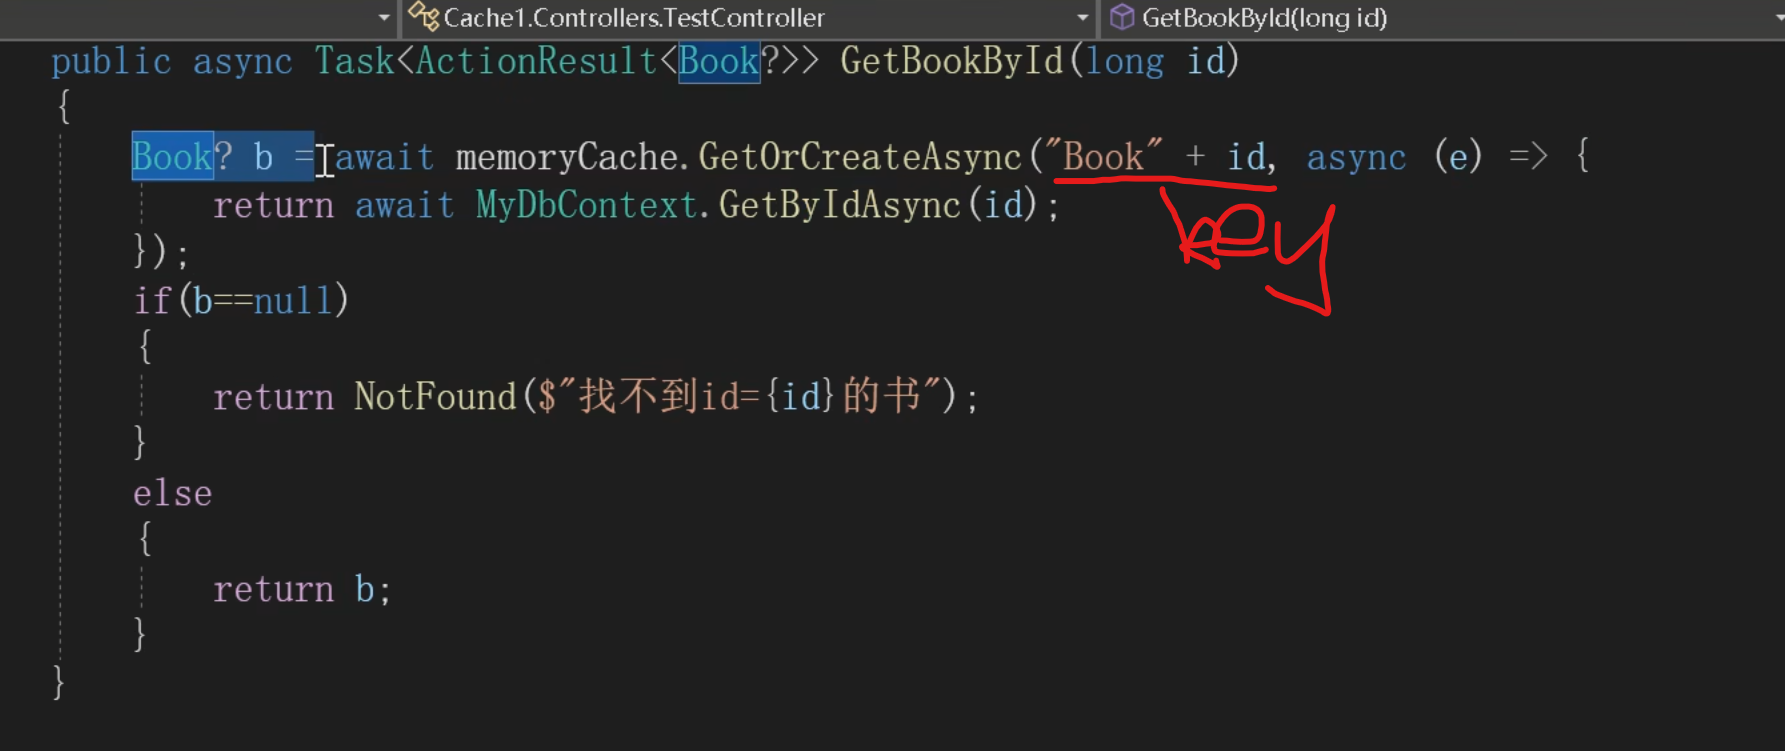 Cache1.Controllers.TestController GetBookById(long id)
public async Task<ActionResult<Book?>> GetBookById(long id)
{
Book? b = await memoryCache.GetOrCreateAsync("Book" + id, async (e) => {
return await MyDbContext.GetByIdAsync(id);
key
});
if(b==null)
{
return NotFound($"找不到id={id}的书");
}
else
{
return b;
}
}